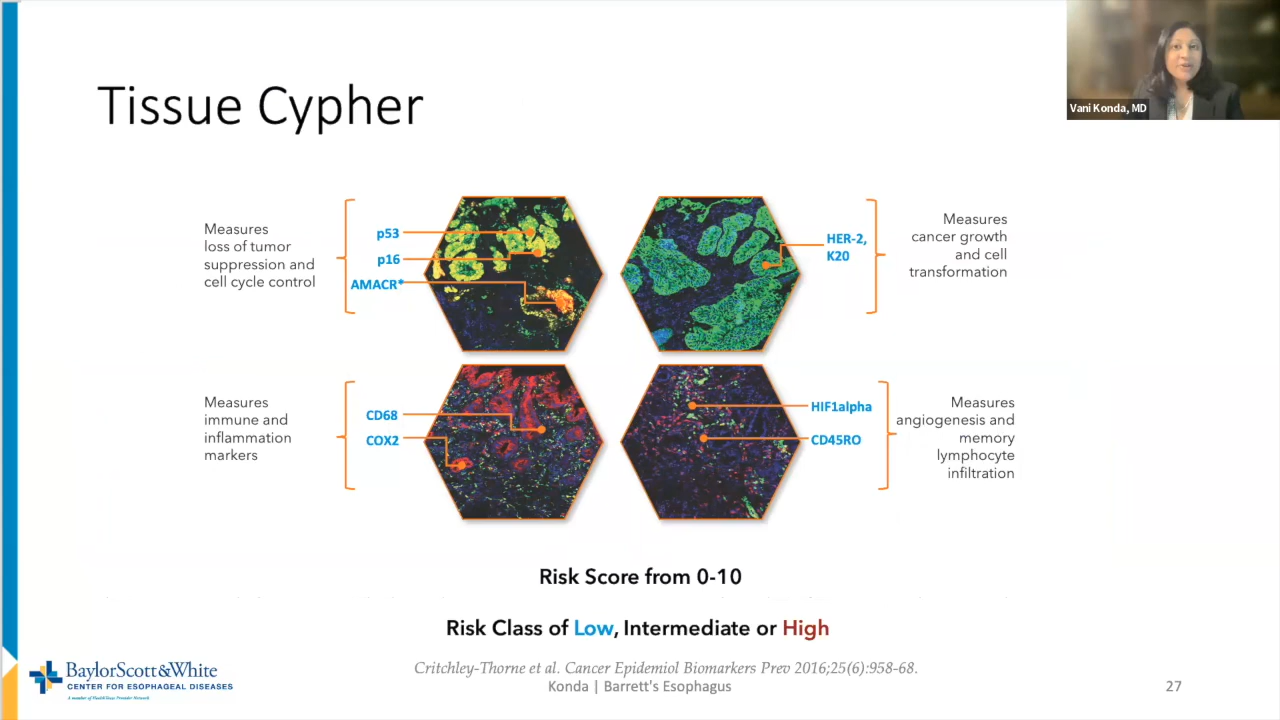 Vani Konda, MD
Tissue Cypher
Measures
loss of tumor
suppression and
cell cycle control
p53
p16
AMACR*
HER-2,
K20
Measures
cancer growth
and cell
transformation
Measures
immune and
inflammation
markers
CD68
COX2
HIF1alpha
CD45RO
Measures
angiogenesis and
memory
lymphocyte
infiltration
Risk Score from 0-10
Risk Class of Low, Intermediate or High
BaylorScott&White
CENTER FOR ESOPHAGEAL DISEASES
Critchley-Thorne et al. Cancer Epidemiol Biomarkers Prev 2016;25(6):958-68.
Konda | Barrett's Esophagus
27